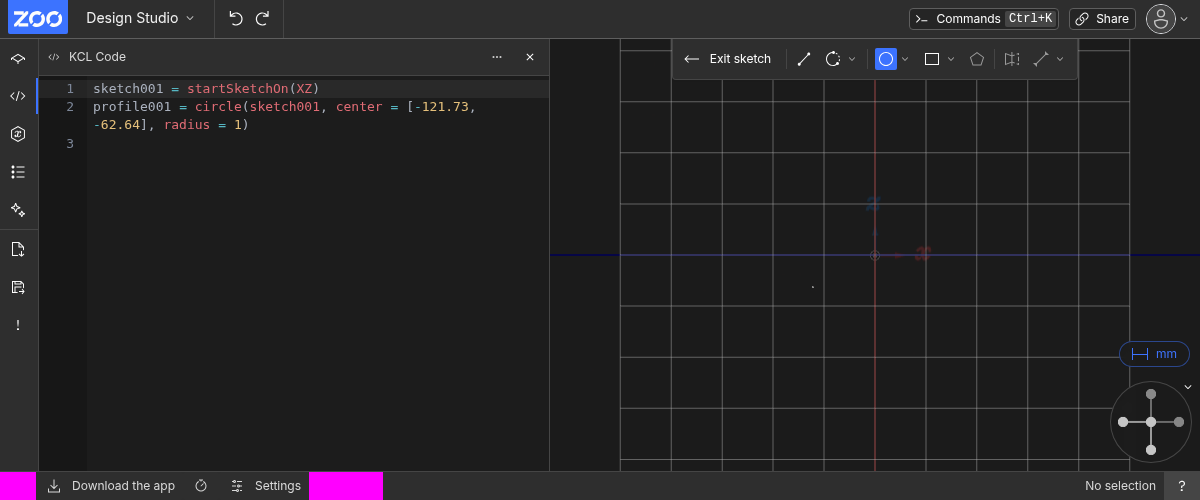 ZOO Design Studio Commands Ctrl+K Share
KCL Code
Exit sketch
1 sketch001 = startSketchOn(XZ)
2 profile001 = circle(sketch001, center = [-121.73,
-62.64], radius = 1)
3
Z
X
mm
Download the app Settings No selection ?